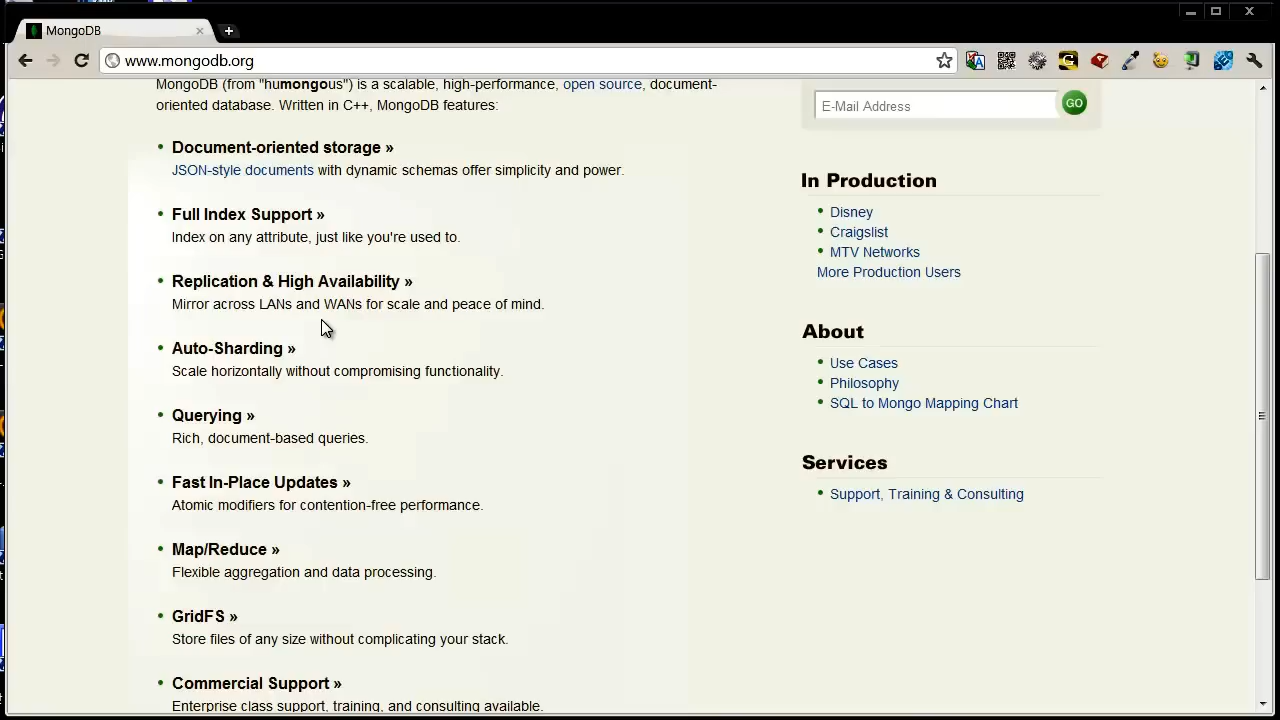 MongoDB
www.mongodb.org
MongoDB (from "humongous") is a scalable, high-performance, open source, document-
oriented database. Written in C++, MongoDB features:
Document-oriented storage »
JSON-style documents with dynamic schemas offer simplicity and power.
Full Index Support »
Index on any attribute, just like you're used to.
Replication & High Availability »
Mirror across LANs and WANs for scale and peace of mind.
Auto-Sharding »
Scale horizontally without compromising functionality.
Querying »
Rich, document-based queries.
Fast In-Place Updates »
Atomic modifiers for contention-free performance.
Map/Reduce »
Flexible aggregation and data processing.
GridFS »
Store files of any size without complicating your stack.
Commercial Support »
Enterprise class support, training, and consulting available.
E-Mail Address
GO
In Production
Disney
Craigslist
MTV Networks
More Production Users
About
Use Cases
Philosophy
SQL to Mongo Mapping Chart
Services
Support, Training & Consulting